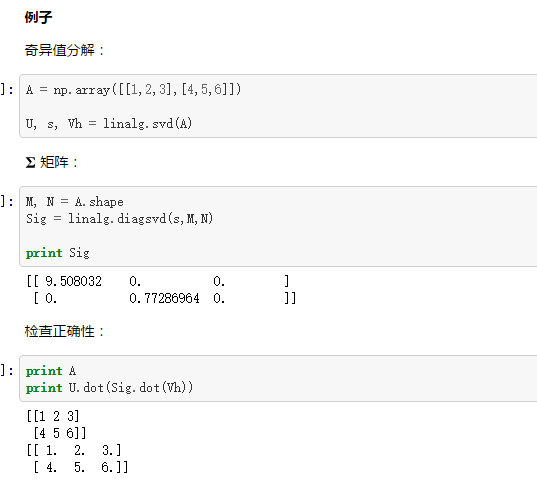 例子
奇异值分解：
]: A = np.array([[1,2,3],[4,5,6]])
U, s, Vh = linalg.svd(A)
Σ 矩阵：
]: M, N = A.shape
Sig = linalg.diagsvd(s,M,N)
print Sig
[[ 9.508032    0.          0.        ]
 [ 0.          0.77286964  0.        ]]
检查正确性：
]: print A
print U.dot(Sig.dot(Vh))
[[1 2 3]
 [4 5 6]]
[[ 1.  2.  3.]
 [ 4.  5.  6.]]